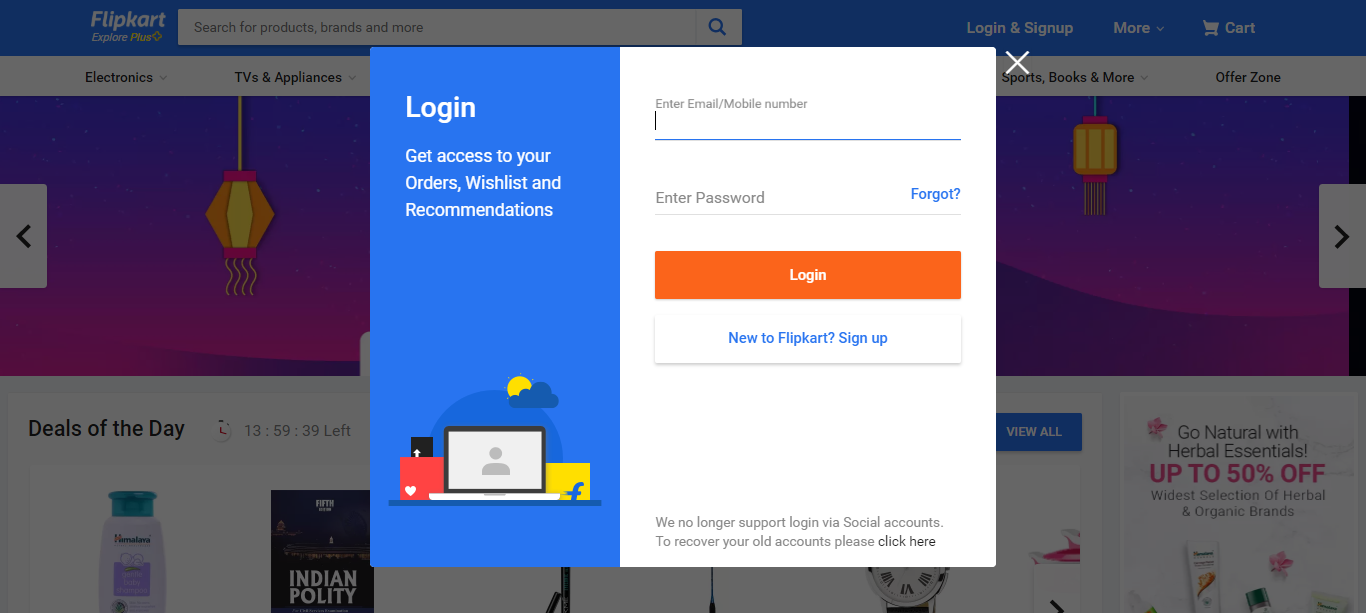 Flipkart
Explore Plus
Search for products, brands and more
Login & Signup
More
Cart
Electronics
TVs & Appliances
Sports, Books & More
Offer Zone
Login
Get access to your
Orders, Wishlist and
Recommendations
Enter Email/Mobile number
Enter Password
Forgot?
Login
New to Flipkart? Sign up
We no longer support login via Social accounts.
To recover your old accounts please click here
Deals of the Day
13 : 59 : 39 Left
VIEW ALL
Go Natural with
Herbal Essentials!
UP TO 50% OFF
Widest Selection Of Herbal
& Organic Brands
Himalaya
FIFTH
INDIAN
POLITY